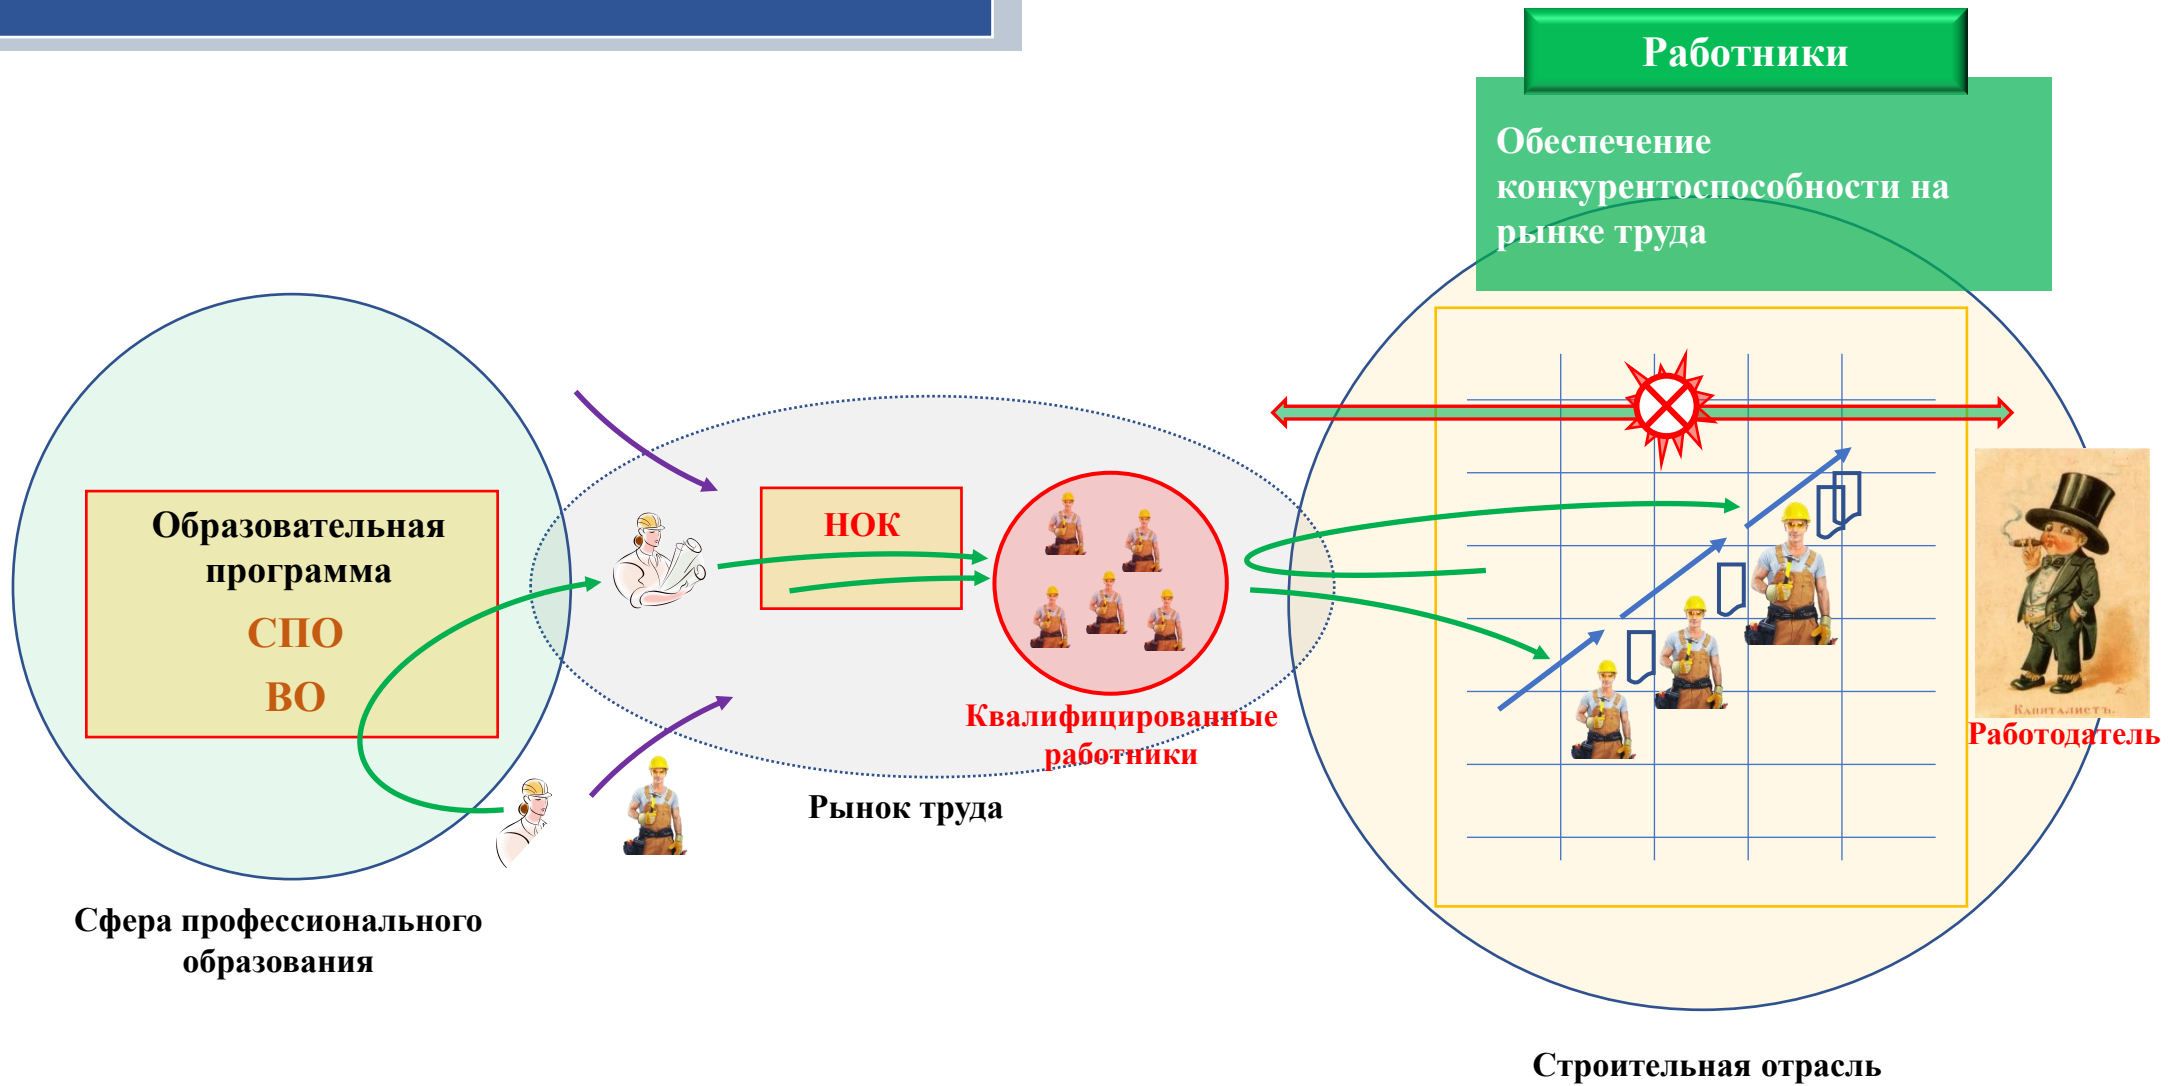 Работники
Обеспечение
конкурентоспособности на
рынке труда
Образовательная
программа
СПО
ВО
НОК
Квалифицированные
работники
Рынок труда
Капиталистъ.
Работодатель
Сфера профессионального
образования
Строительная отрасль